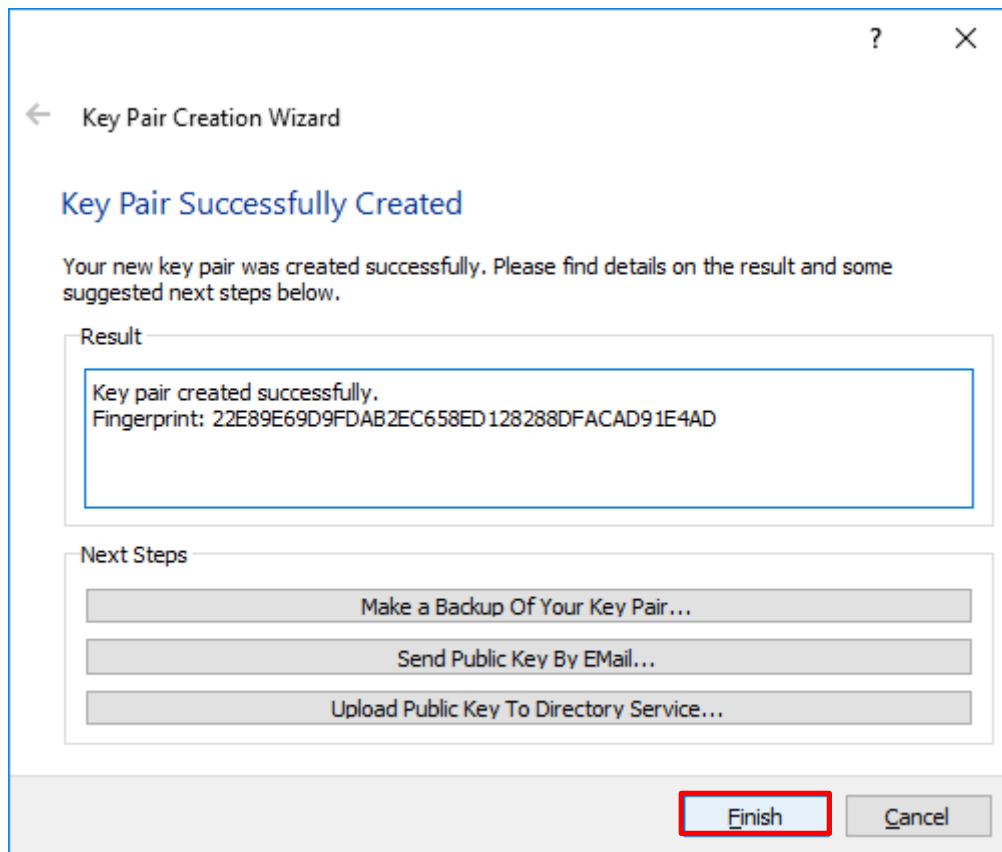 ?
Key Pair Creation Wizard
Key Pair Successfully Created
Your new key pair was created successfully. Please find details on the result and some
suggested next steps below.
Result
Key pair created successfully.
Fingerprint: 22E89E69D9FDAB2EC658ED128288DFACAD91E4AD
Next Steps
Make a Backup Of Your Key Pair...
Send Public Key By EMail...
Upload Public Key To Directory Service...
Finish Cancel